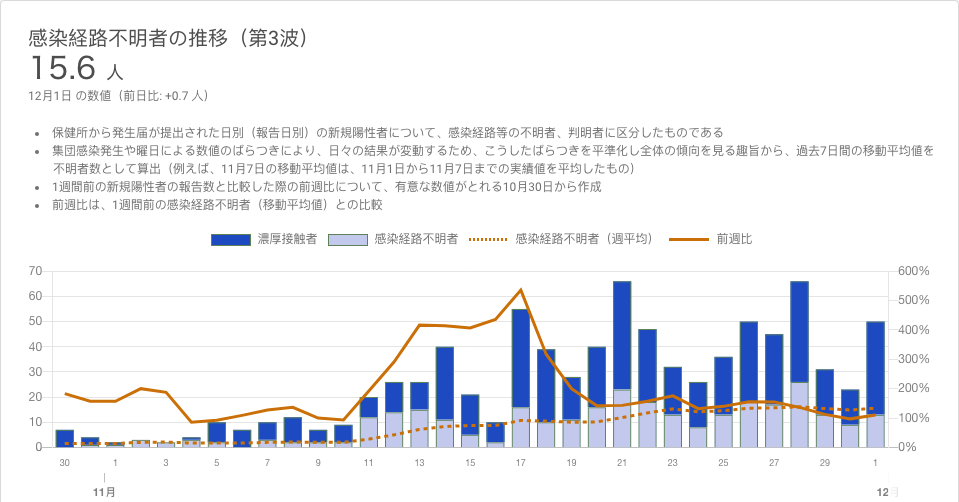 感染経路不明者の推移（第3波）
15.6 人
12月1日 の数値（前日比: +0.7 人）
• 保健所から発生届が提出された日別（報告日別）の新規陽性者について、感染経路等の不明者、判明者に区分したものである
• 集団感染発生や曜日による数値のばらつきにより、日々の結果が変動するため、こうしたばらつきを平準化し全体の傾向を見る趣旨から、過去7日間の移動平均値を
不明者数として算出（例えば、11月7日の移動平均値は、11月1日から11月7日までの実績値を平均したもの）
• 1週間前の新規陽性者の報告数と比較した際の前週比について、有意な数値がとれる10月30日から作成
• 前週比は、1週間前の感染経路不明者（移動平均値）との比較
濃厚接触者 感染経路不明者 感染経路不明者（週平均） 前週比
70 600%
60 500%
50 400%
40 300%
30 200%
20 100%
10 0%
0
30 1 3 5 7 9 11 13 15 17 19 21 23 25 27 29 1
11月 12月